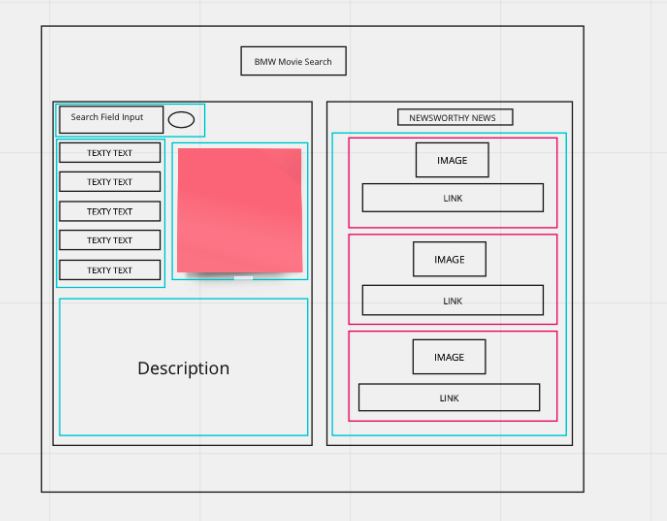 BMW Movie Search
Search Field Input
TEXTY TEXT
TEXTY TEXT
TEXTY TEXT
TEXTY TEXT
TEXTY TEXT
Description
NEWSWORTHY NEWS
IMAGE
LINK
IMAGE
LINK
IMAGE
LINK